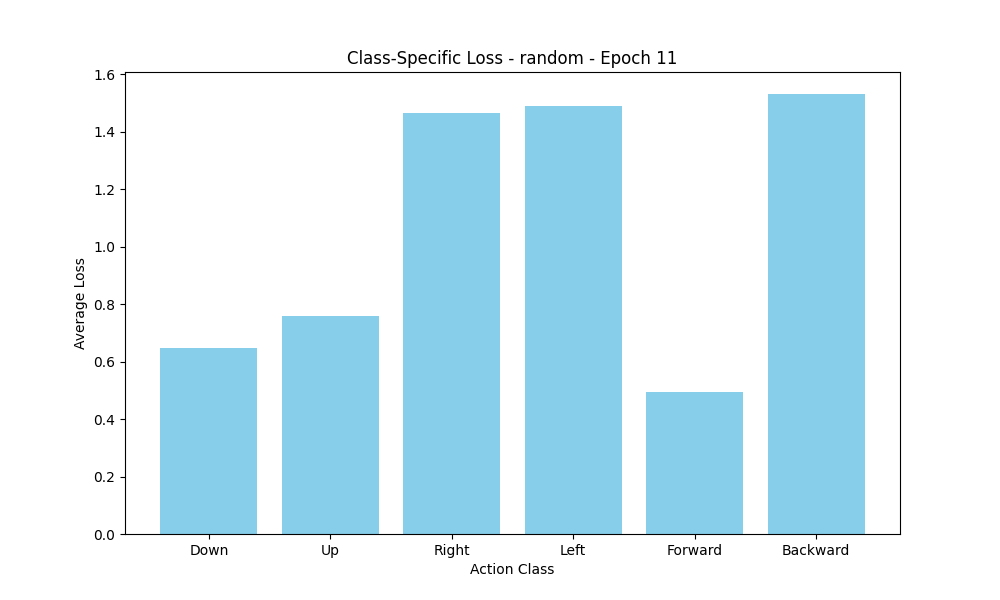 Class-Specific Loss - random - Epoch 11
1.6
1.4
1.2
1.0
0.8
0.6
0.4
0.2
0.0
Average Loss
Down Up Right Left Forward Backward
Action Class